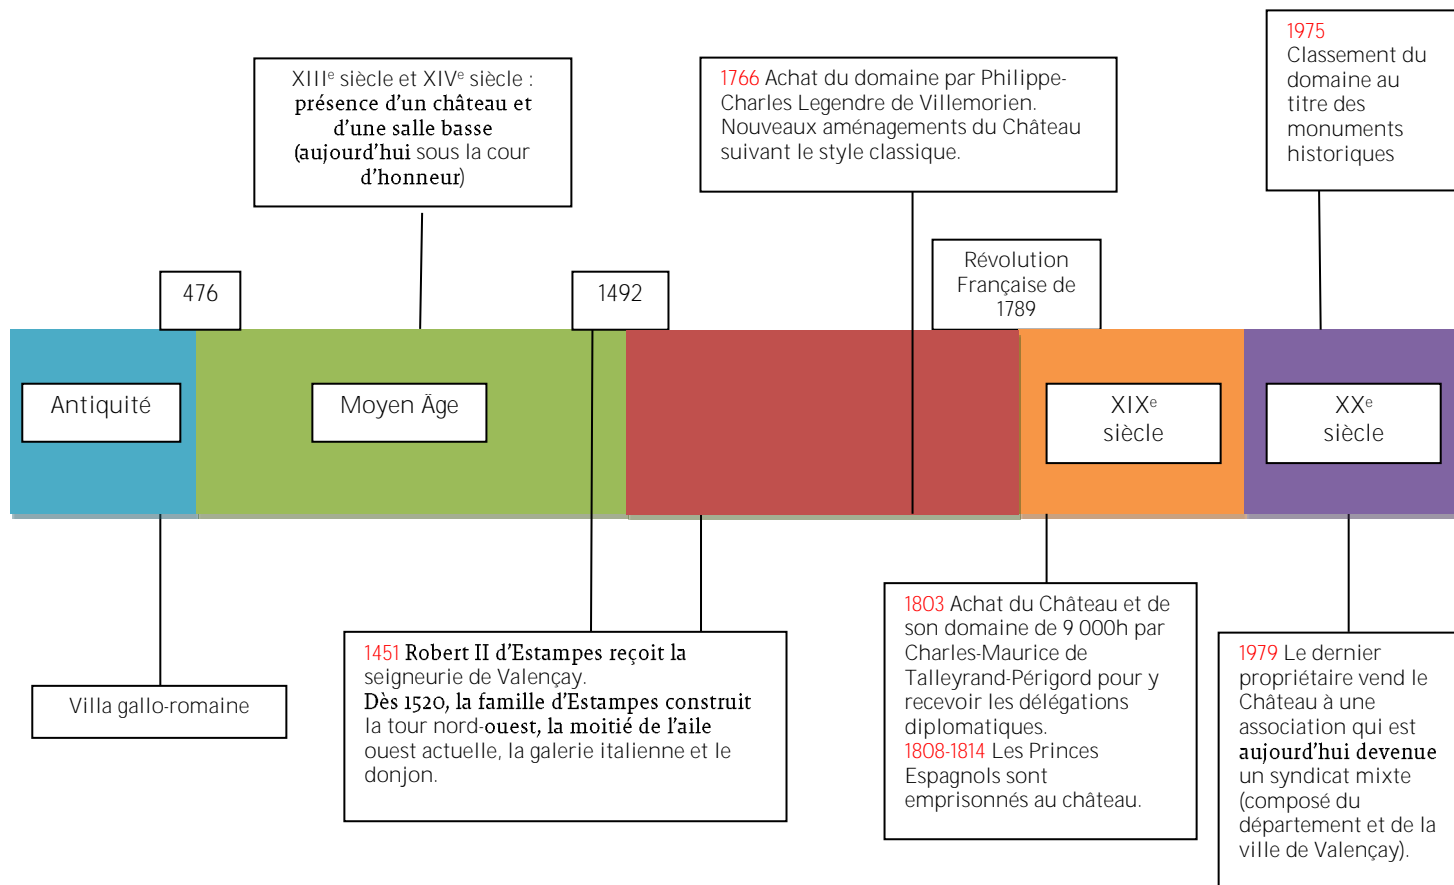 1975
Classement du
domaine au
titre des
monuments
historiques
XIIIe siècle et XIVe siècle :
présence d'un château et
d'une salle basse
(aujourd'hui sous la cour
d'honneur)
1766 Achat du domaine par Philippe-
Charles Legendre de Villemorien.
Nouveaux aménagements du Château
suivant le style classique.
476
1492
Révolution
Française de
1789
Antiquité
Moyen Âge
XIXe
siècle
XXe
siècle
Villa gallo-romaine
1451 Robert II d'Estampes reçoit la
seigneurie de Valençay.
Dès 1520, la famille d'Estampes construit
la tour nord-ouest, la moitié de l'aile
ouest actuelle, la galerie italienne et le
donjon.
1803 Achat du Château et de
son domaine de 9 000h par
Charles-Maurice de
Talleyrand-Périgord pour y
recevoir les délégations
diplomatiques.
1808-1814 Les Princes
Espagnols sont
emprisonnés au château.
1979 Le dernier
propriétaire vend le
Château à une
association qui est
aujourd'hui devenue
un syndicat mixte
(composé du
département et de la
ville de Valençay).